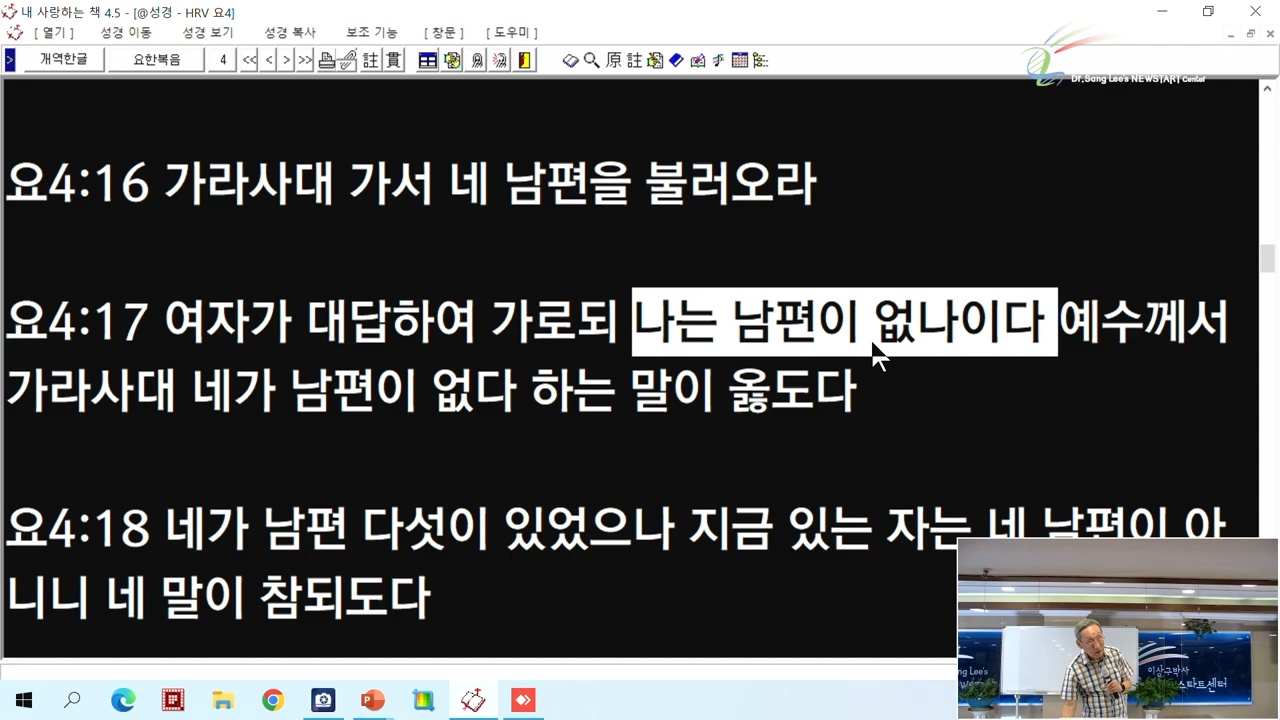 내 사랑하는 책 4.5 - [@성경 - HRV 요4]
[ 열기 ] 성경 이동 성경 보기 성경 복사 보조 기능 [ 창문 ] [ 도우미 ]
개역한글 요한복음 4 << < > >> 註 貫 原 註
Dr.Sang Lee's NEWSTART Center
요4:16 가라사대 가서 네 남편을 불러오라
요4:17 여자가 대답하여 가로되 나는 남편이 없나이다 예수께서
가라사대 네가 남편이 없다 하는 말이 옳도다
요4:18 네가 남편 다섯이 있었으나 지금 있는 자는 네 남편이 아
니니 네 말이 참되도다
이상구박사
스타트센터